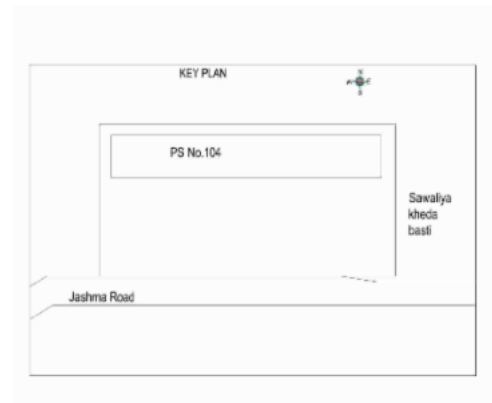 KEY PLAN
N
W E
S
PS No.104
Sawaliya
kheda
basti
Jashma Road